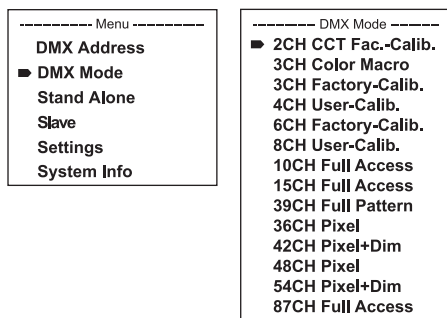 --------- Menu ---------
DMX Address
DMX Mode
Stand Alone
Slave
Settings
System Info
-------- DMX Mode --------
2CH CCT Fac.-Calib.
3CH Color Macro
3CH Factory-Calib.
4CH User-Calib.
6CH Factory-Calib.
8CH User-Calib.
10CH Full Access
15CH Full Access
39CH Full Pattern
36CH Pixel
42CH Pixel+Dim
48CH Pixel
54CH Pixel+Dim
87CH Full Access